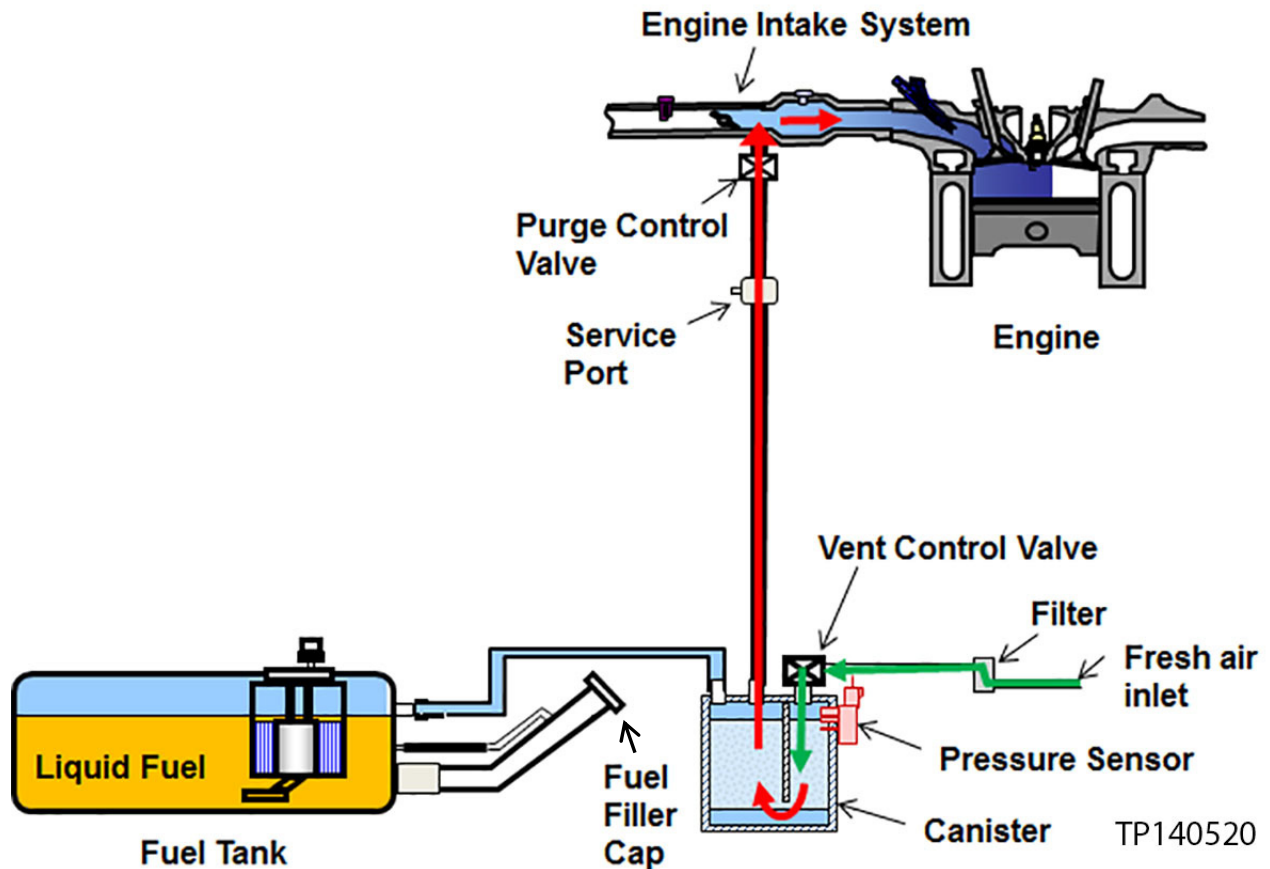 Engine Intake System
Purge Control
Valve
Service
Port
Engine
Vent Control Valve
Filter
Fresh air
inlet
Liquid Fuel
Fuel
Filler
Cap
Pressure Sensor
Canister
TP140520
Fuel Tank